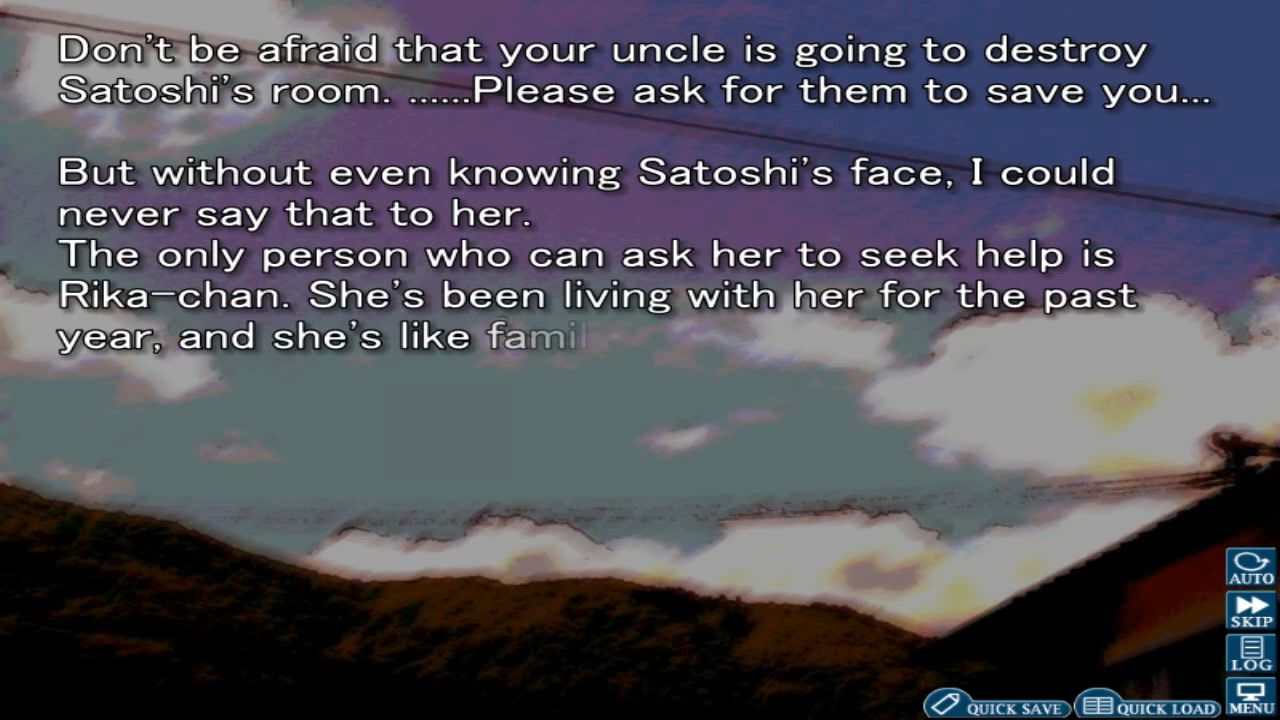 Don't be afraid that your uncle is going to destroy
Satoshi's room. ......Please ask for them to save you...
But without even knowing Satoshi's face, I could
never say that to her.
The only person who can ask her to seek help is
Rika-chan. She's been living with her for the past
year, and she's like famil
AUTO
SKIP
LOG
QUICK SAVE
QUICK LOAD
MENU